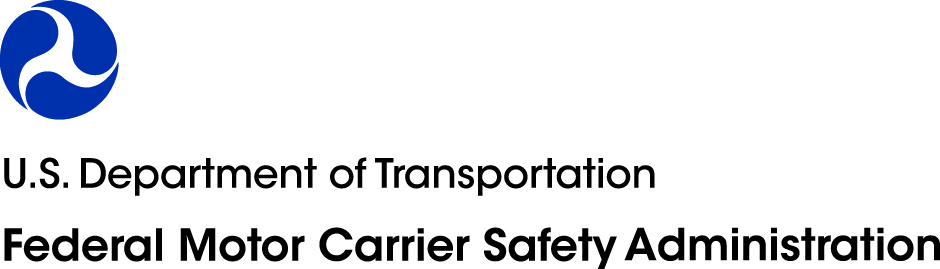 U.S. Department of Transportation
Federal Motor Carrier Safety Administration